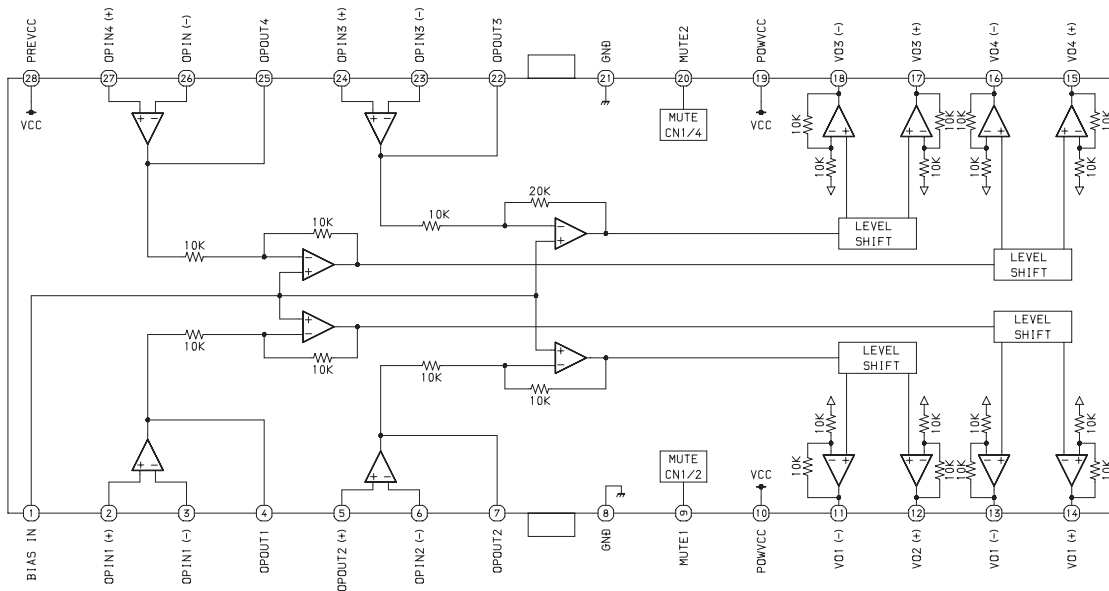 PREVCC
OPIN4 (+)
OPIN (-)
OPOUT4
OPIN3 (+)
OPIN3 (-)
OPOUT3
GND
MUTE2
POWVCC
VO3 (-)
VO3 (+)
VO4 (-)
VO4 (+)
28
27
26
25
24
23
22
21
20
19
18
17
16
15
VCC
+ -
+ -
MUTE
CN1/4
VCC
- +
+ -
- +
+ -
10K
10K
10K
10K
10K
10K
10K
10K
20K
10K
10K
10K
-
+
-
+
LEVEL
SHIFT
LEVEL
SHIFT
+
-
10K
10K
LEVEL
SHIFT
+
-
10K
10K
LEVEL
SHIFT
10K
10K
10K
10K
10K
10K
10K
10K
+ -
+ -
MUTE
CN1/2
VCC
- +
+ -
- +
+ -
1
2
3
4
5
6
7
8
9
10
11
12
13
14
BIAS IN
OPIN1 (+)
OPIN1 (-)
OPOUT1
OPOUT2 (+)
OPIN2 (-)
OPOUT2
GND
MUTE1
POWVCC
VO1 (-)
VO2 (+)
VO1 (-)
VO1 (+)